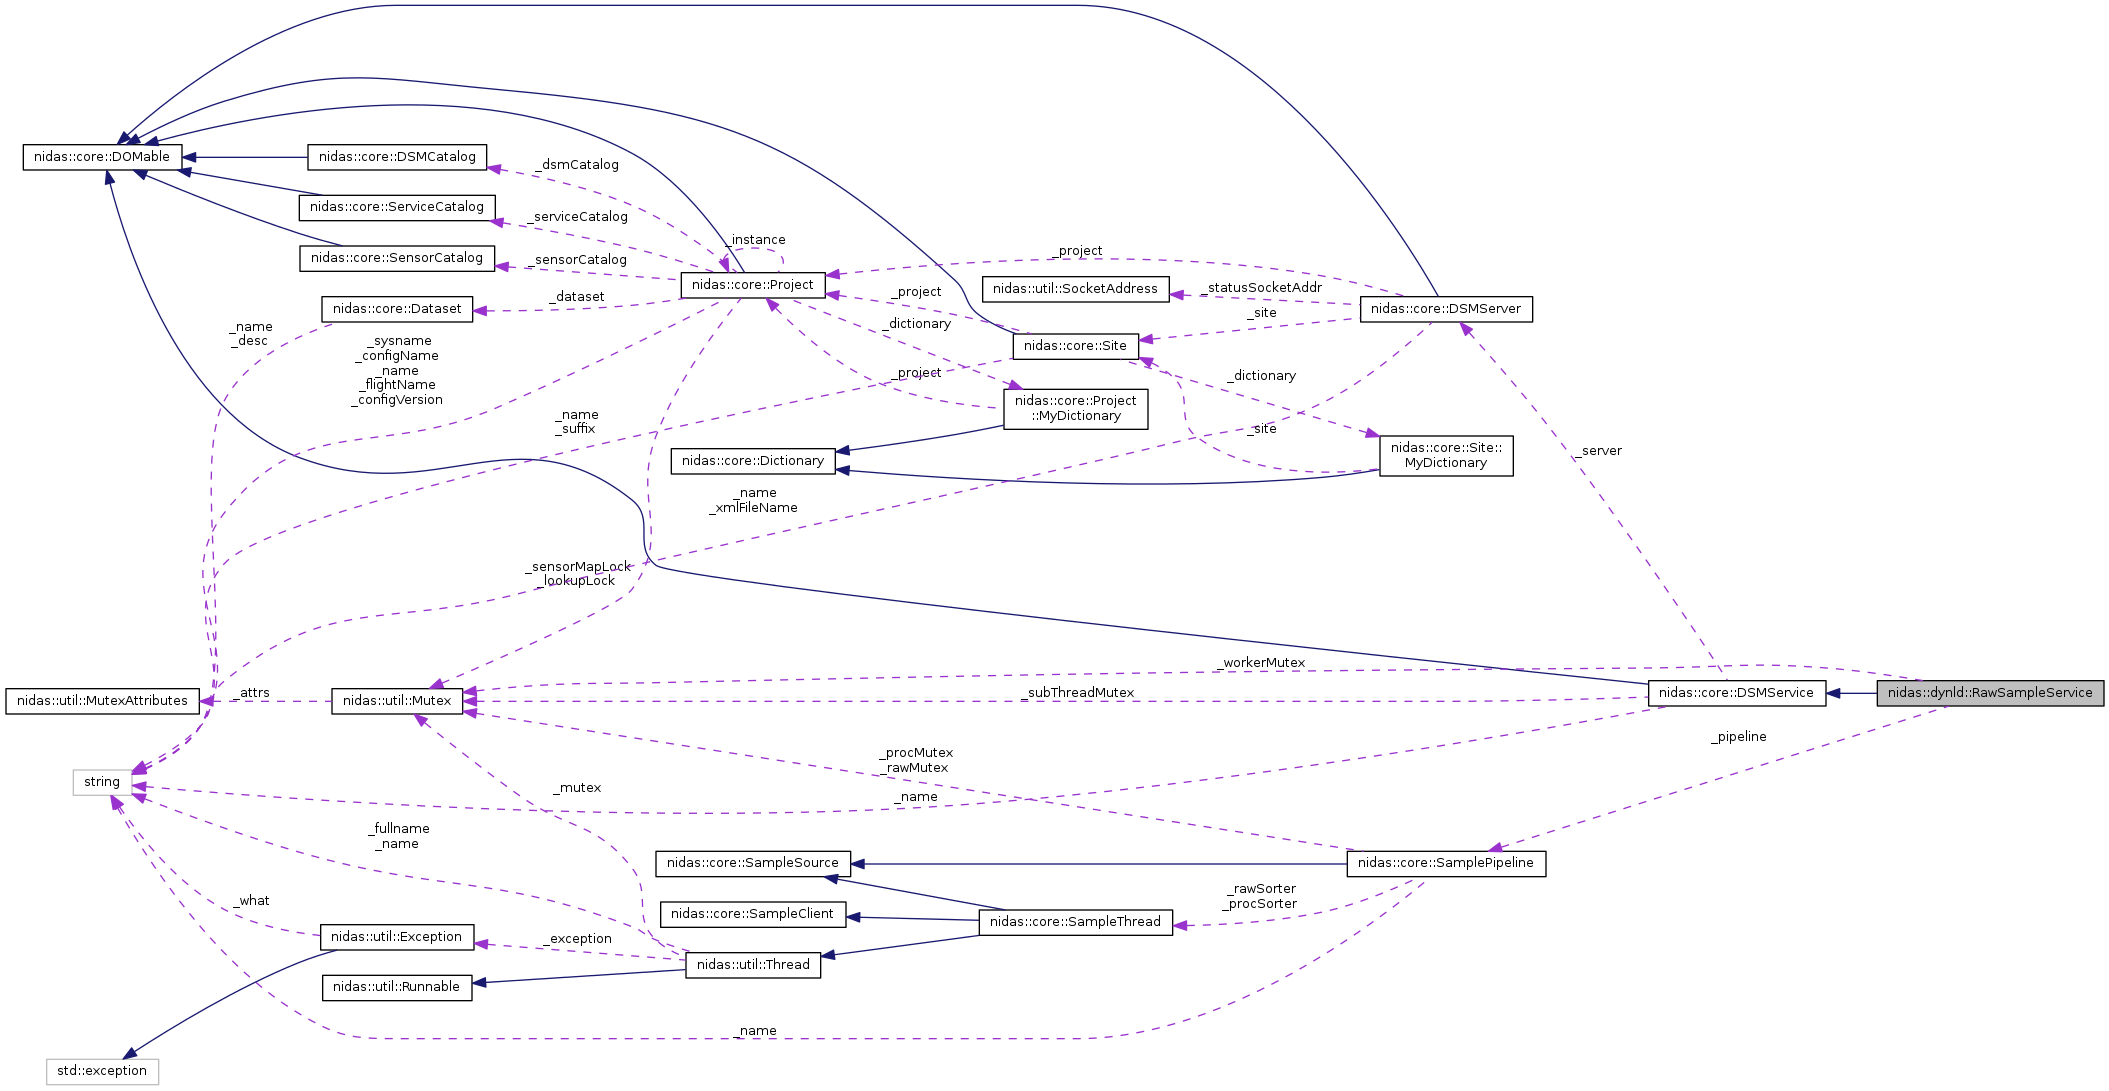 nidas::core::DOMable
nidas::core::DSMCatalog
_dsmCatalog
nidas::core::ServiceCatalog
_serviceCatalog
_instance
nidas::core::SensorCatalog
_sensorCatalog
_project
nidas::core::Project
nidas::util::SocketAddress
_statusSocketAddr
_project
_dataset
nidas::core::Dataset
nidas::core::DSMServer
_site
_dictionary
_name
_desc
_sysname
_configName
_name
_flightName
_configVersion
nidas::core::Site
_project
_dictionary
nidas::core::Project
::MyDictionary
_name
_suffix
_site
nidas::core::Site::
MyDictionary
_server
nidas::core::Dictionary
_name
_xmlFileName
_sensorMapLock
_lookupLock
_workerMutex
nidas::util::MutexAttributes
_attrs
nidas::util::Mutex
_subThreadMutex
nidas::core::DSMService
nidas::dynld::RawSampleService
_pipeline
_procMutex
_rawMutex
string
_mutex
_name
_fullname
_name
nidas::core::SampleSource
nidas::core::SamplePipeline
_rawSorter
_procSorter
_what
nidas::core::SampleClient
nidas::core::SampleThread
nidas::util::Exception
_exception
nidas::util::Thread
nidas::util::Runnable
_name
std::exception